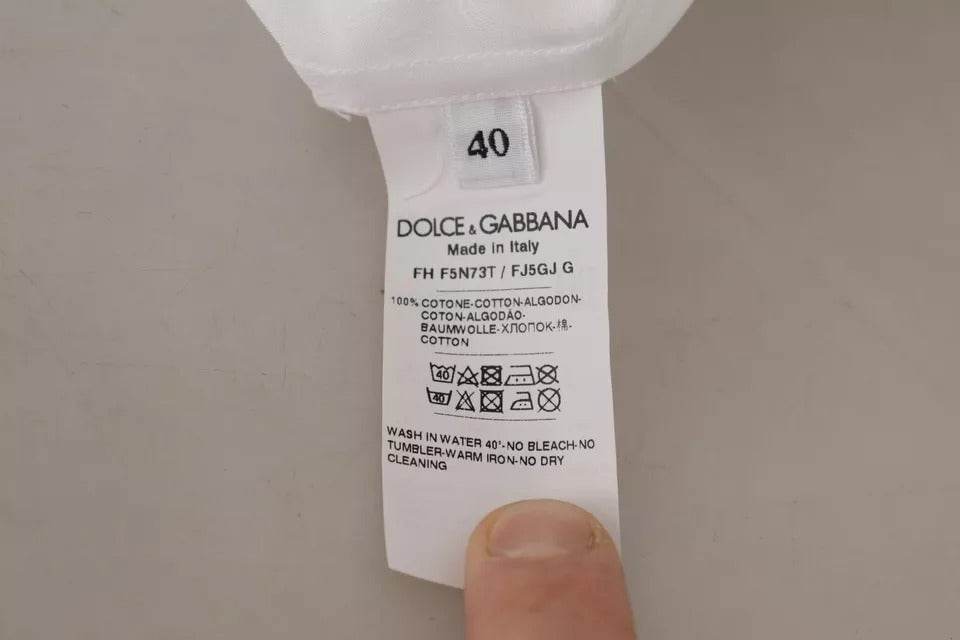 40
DOLCE & GABBANA
Made in Italy
FH F5N73T / FJ5GJ G
100% COTONE-COTTON-ALGODON-
COTON-ALGODÃO-
BAUMWOLLE-ХЛОПОК-棉-
COTTON
40
40
WASH IN WATER 40°-NO BLEACH-NO
TUMBLER-WARM IRON-NO DRY
CLEANING